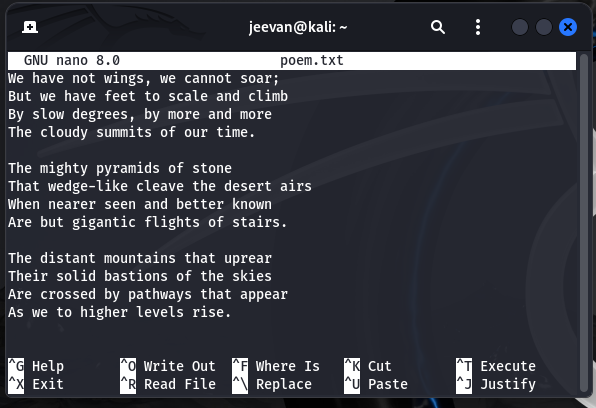 jeevan@kali: ~
GNU nano 8.0 poem.txt
We have not wings, we cannot soar;
But we have feet to scale and climb
By slow degrees, by more and more
The cloudy summits of our time.

The mighty pyramids of stone
That wedge-like cleave the desert airs
When nearer seen and better known
Are but gigantic flights of stairs.

The distant mountains that uprear
Their solid bastions of the skies
Are crossed by pathways that appear
As we to higher levels rise.

^G Help ^O Write Out ^F Where Is ^K Cut ^T Execute
^X Exit ^R Read File ^\ Replace ^U Paste ^J Justify